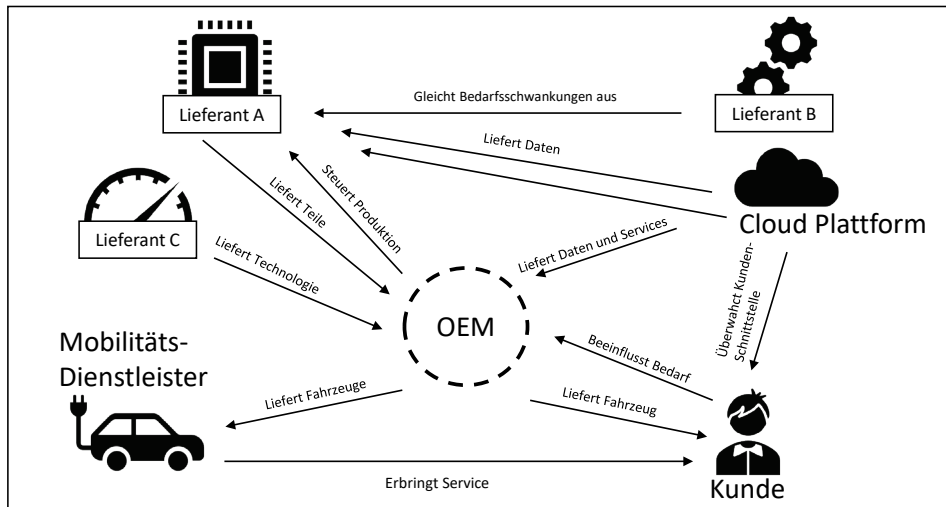 Lieferant A
Gleicht Bedarfsschwankungen aus
Lieferant B
Liefert Daten
Steuert Produktion
Liefert Teile
Lieferant C
Cloud Plattform
Liefert Technologie
Liefert Daten und Services
Überwahct Kunden-
Schnittstelle
OEM
Mobilitäts-
Dienstleister
Beeinflusst Bedarf
Liefert Fahrzeuge
Liefert Fahrzeug
Erbringt Service
Kunde